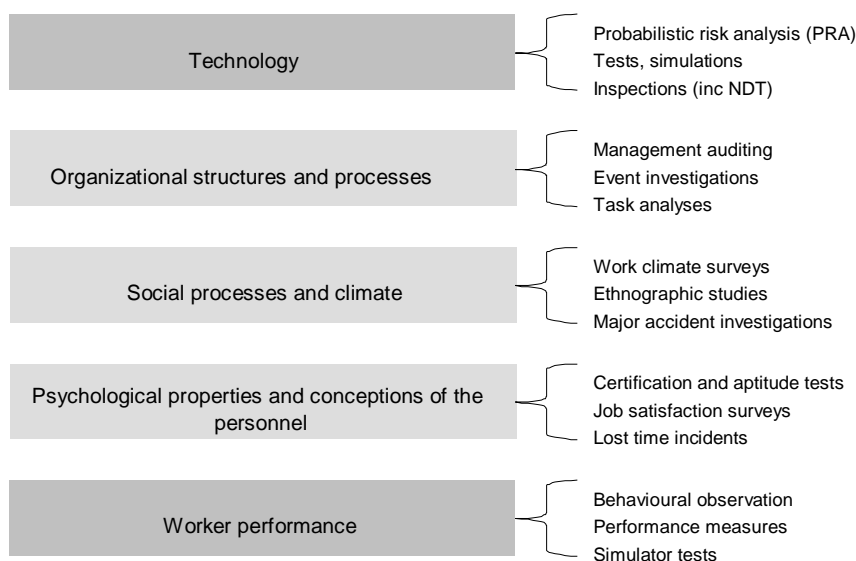 Technology
Probabilistic risk analysis (PRA)
Tests, simulations
Inspections (inc NDT)
Organizational structures and processes
Management auditing
Event investigations
Task analyses
Social processes and climate
Work climate surveys
Ethnographic studies
Major accident investigations
Psychological properties and conceptions of the
personnel
Certification and aptitude tests
Job satisfaction surveys
Lost time incidents
Worker performance
Behavioural observation
Performance measures
Simulator tests